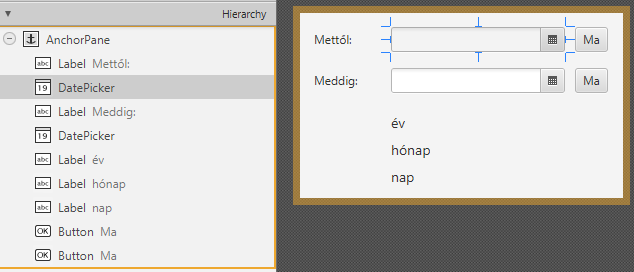 Hierarchy
AnchorPane
abc Label Mettől:
19 DatePicker
abc Label Meddig:
19 DatePicker
abc Label év
abc Label hónap
abc Label nap
OK Button Ma
OK Button Ma
Mettől: Ma
Meddig: Ma
év
hónap
nap